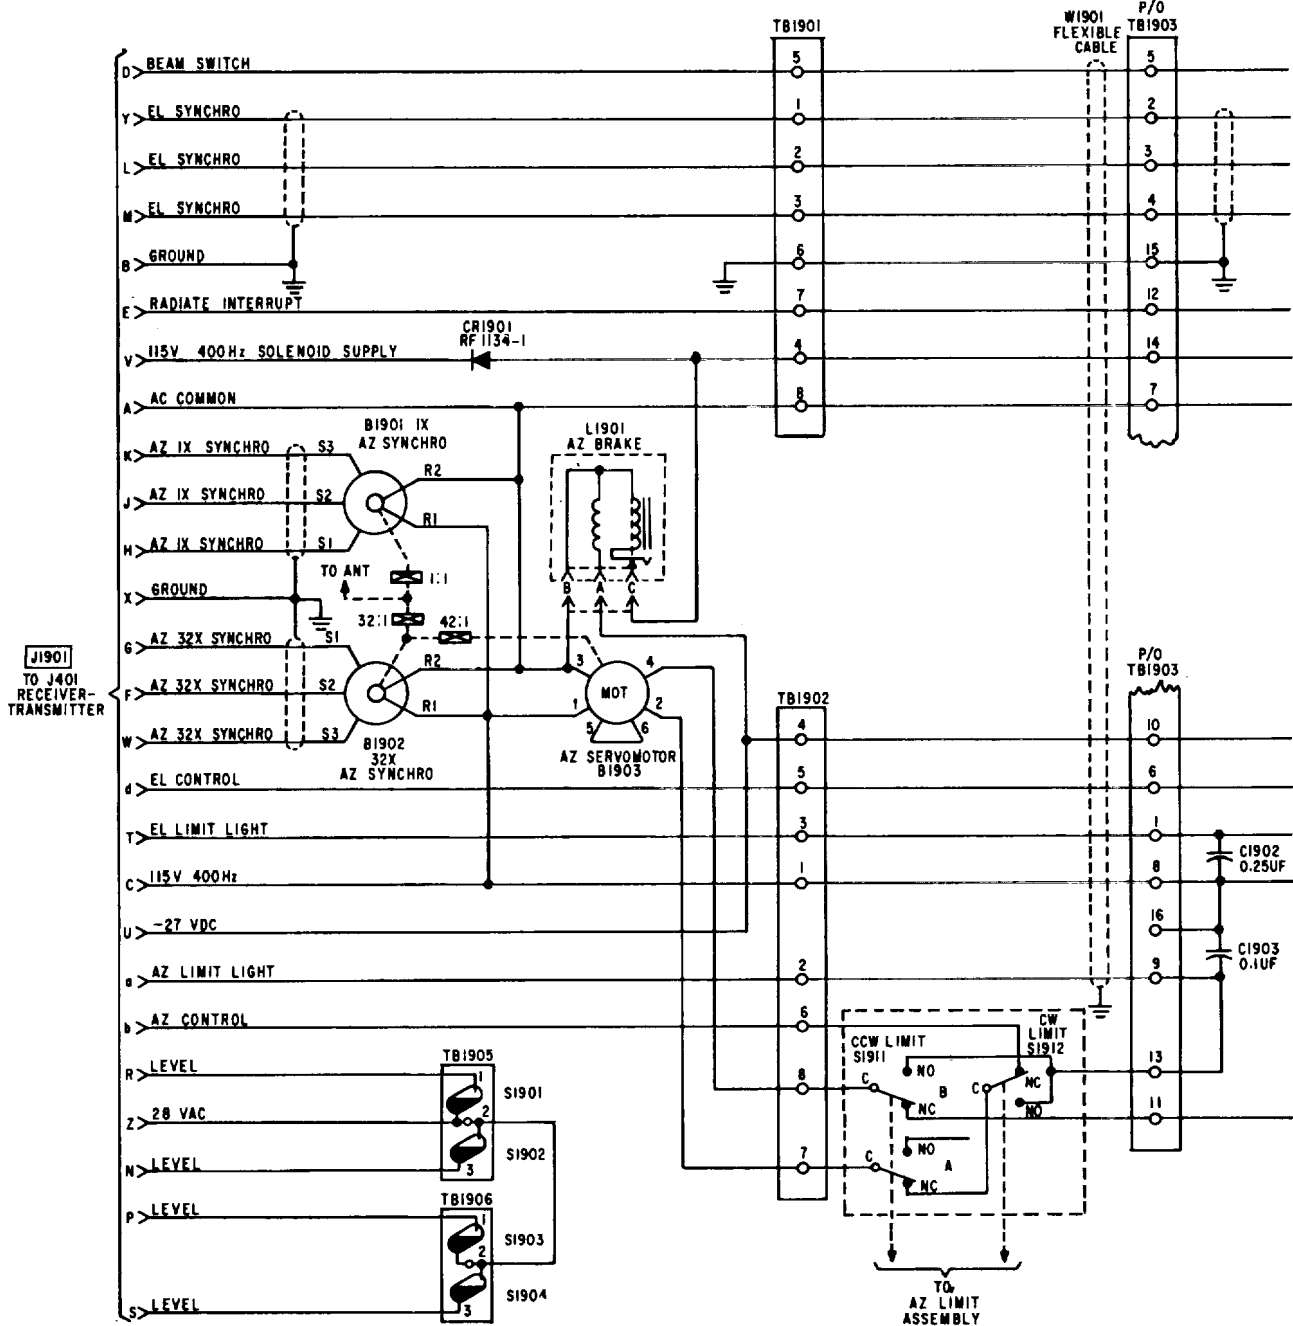 P/O
TB1901
W1901
FLEXIBLE
CABLE
TB1903
D BEAM SWITCH 5 5
Y EL SYNCHRO 1 2
L EL SYNCHRO 2 3
M EL SYNCHRO 3 4
B GROUND 6 15
E RADIATE INTERRUPT 7 12
CR1901
RF1134-1
V 115V 400Hz SOLENOID SUPPLY 4 14
A AC COMMON 8 7
B1901 1X
AZ SYNCHRO
L1901
AZ BRAKE
K AZ 1X SYNCHRO S3
R2
J AZ 1X SYNCHRO S2
R1
H AZ 1X SYNCHRO S1
TO ANT
1:1
B A C
X GROUND
32:1 42:1
G AZ 32X SYNCHRO S1
J1901
TO J401
RECEIVER-
TRANSMITTER
R2 3 4
P/O
TB1903
F AZ 32X SYNCHRO S2
MOT
TB1902
R1 1 2
5 6
W AZ 32X SYNCHRO S3
4 10
B1902
32X
AZ SYNCHRO
AZ SERVOMOTOR
B1903
d EL CONTROL 5 6
T EL LIMIT LIGHT 3 1
C1902
0.25UF
C 115V 400Hz 1 8
U -27 VDC 16
C1903
0.1UF
a AZ LIMIT LIGHT 2 9
b AZ CONTROL 6
CCW LIMIT
S1911
CW
LIMIT
S1912
R LEVEL
TB1905
1
S1901
8 C NO B NC C NC NO
13
11
Z 28 VAC 2
S1902
N LEVEL 3
7 C NO A NC
P LEVEL
TB1906
1
S1903
2
S1904
S LEVEL 3
TO
AZ LIMIT
ASSEMBLY